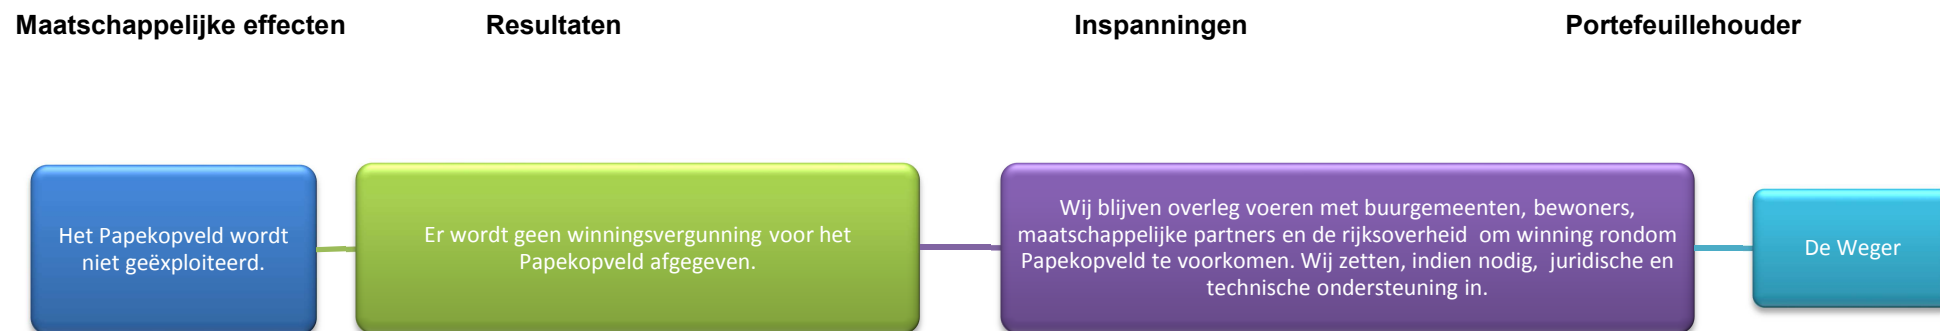 Maatschappelijke effecten Resultaten Inspanningen Portefeuillehouder
Het Papekopveld wordt
niet geëxploiteerd.
Er wordt geen winningsvergunning voor het
Papekopveld afgegeven.
Wij blijven overleg voeren met buurgemeenten, bewoners,
maatschappelijke partners en de rijksoverheid om winning rondom
Papekopveld te voorkomen. Wij zetten, indien nodig, juridische en
technische ondersteuning in.
De Weger